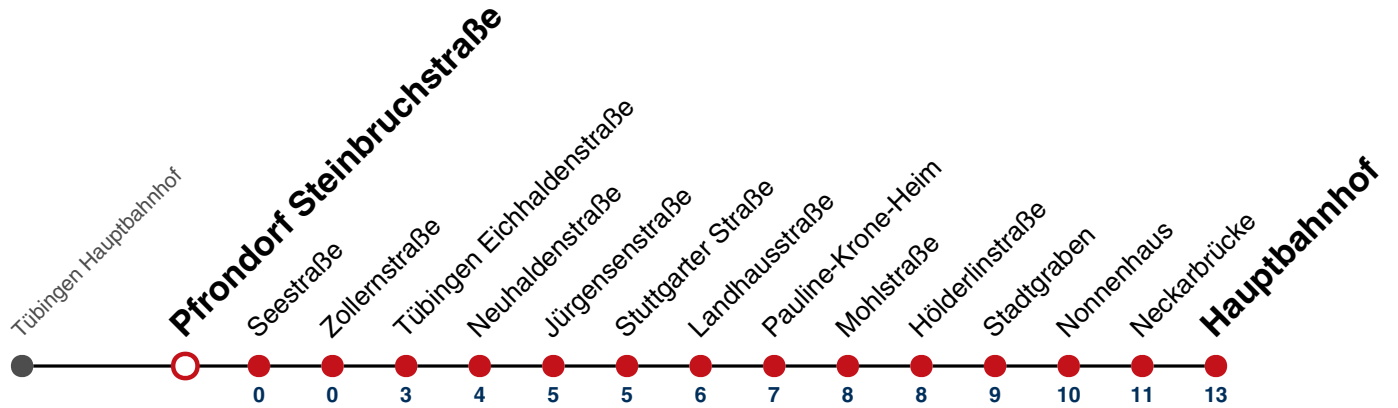 Tübingen Hauptbahnhof
Pfrondorf Steinbruchstraße
Seestraße
Zollernstraße
Tübingen Eichhaldenstraße
Neuhaldenstraße
Jürgensenstraße
Stuttgarter Straße
Landhausstraße
Pauline-Krone-Heim
Mohlstraße
Hölderlinstraße
Stadtgraben
Nonnenhaus
Neckarbrücke
Hauptbahnhof
0 0 3 4 5 5 6 7 8 8 9 10 11 13